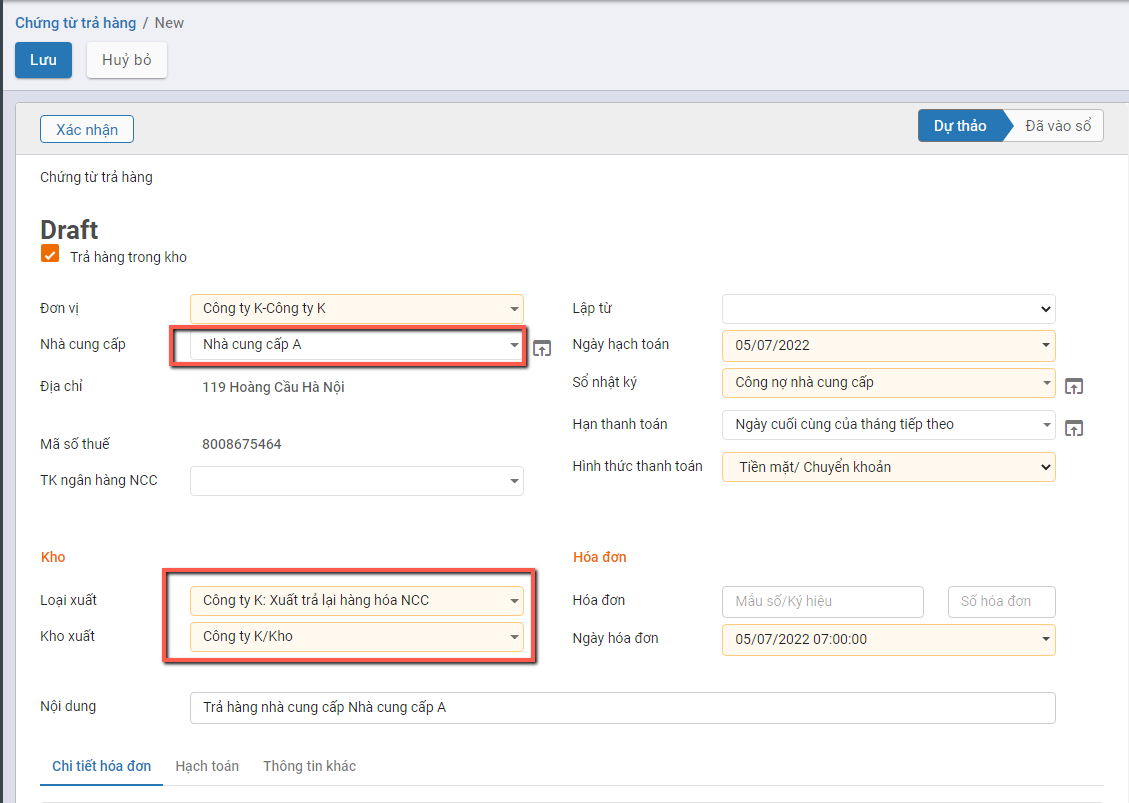 Chứng từ trả hàng / New
Lưu Huỷ bỏ
Xác nhận Dự thảo Đã vào sổ
Chứng từ trả hàng
Draft
Trả hàng trong kho
Đơn vị Công ty K-Công ty K Lập từ
Nhà cung cấp Nhà cung cấp A Ngày hạch toán 05/07/2022
Địa chỉ 119 Hoàng Cầu Hà Nội Sổ nhật ký Công nợ nhà cung cấp
Hạn thanh toán Ngày cuối cùng của tháng tiếp theo
Mã số thuế 8008675464
Hình thức thanh toán Tiền mặt/ Chuyển khoản
TK ngân hàng NCC
Kho Hóa đơn
Loại xuất Công ty K: Xuất trả lại hàng hóa NCC Hóa đơn Mẫu số/Ký hiệu Số hóa đơn
Kho xuất Công ty K/Kho Ngày hóa đơn 05/07/2022 07:00:00
Nội dung Trả hàng nhà cung cấp Nhà cung cấp A
Chi tiết hóa đơn Hạch toán Thông tin khác